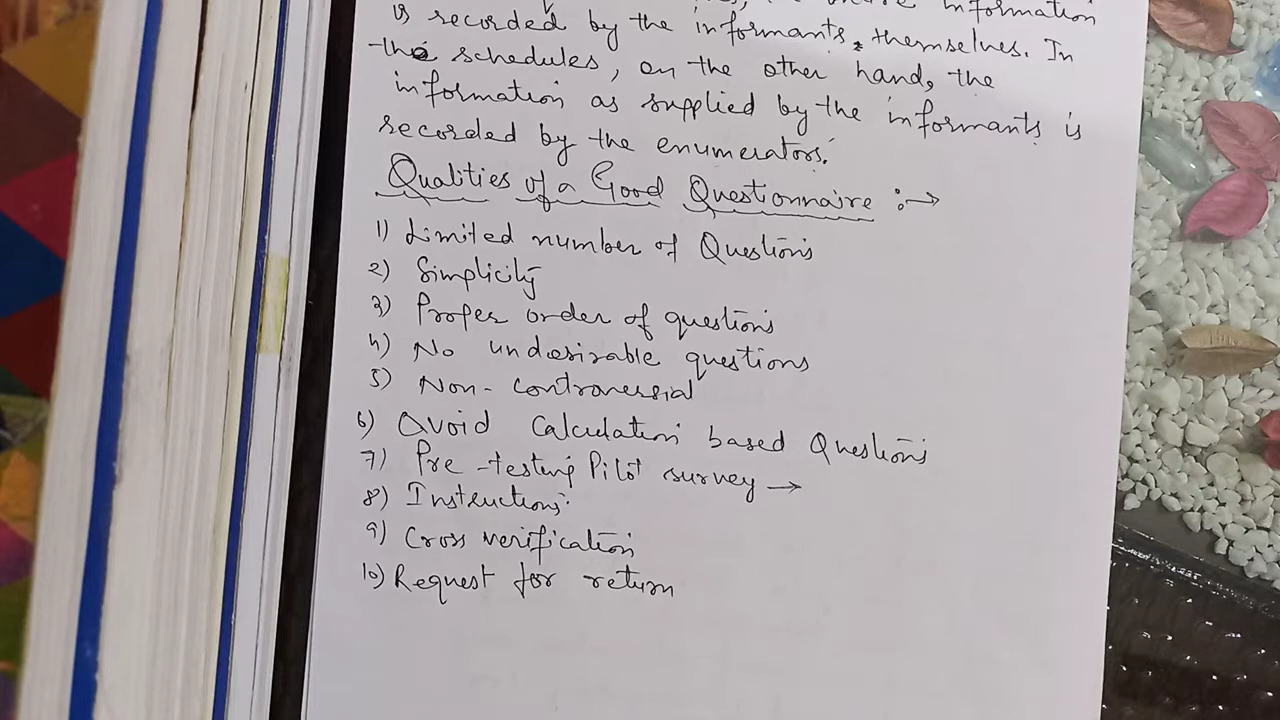 information
is recorded by the informants themselves. In
the schedules, on the other hand, the
information as supplied by the informants is
recorded by the enumerators.
Qualities of a Good Questionnaire :→
1) Limited number of Questions
2) Simplicity
3) Proper order of questions
4) No undesirable questions
5) Non-controversial
6) Avoid Calculation based Questions
7) Pre-testing Pilot survey →
8) Instructions
9) Cross verification
10) Request for return